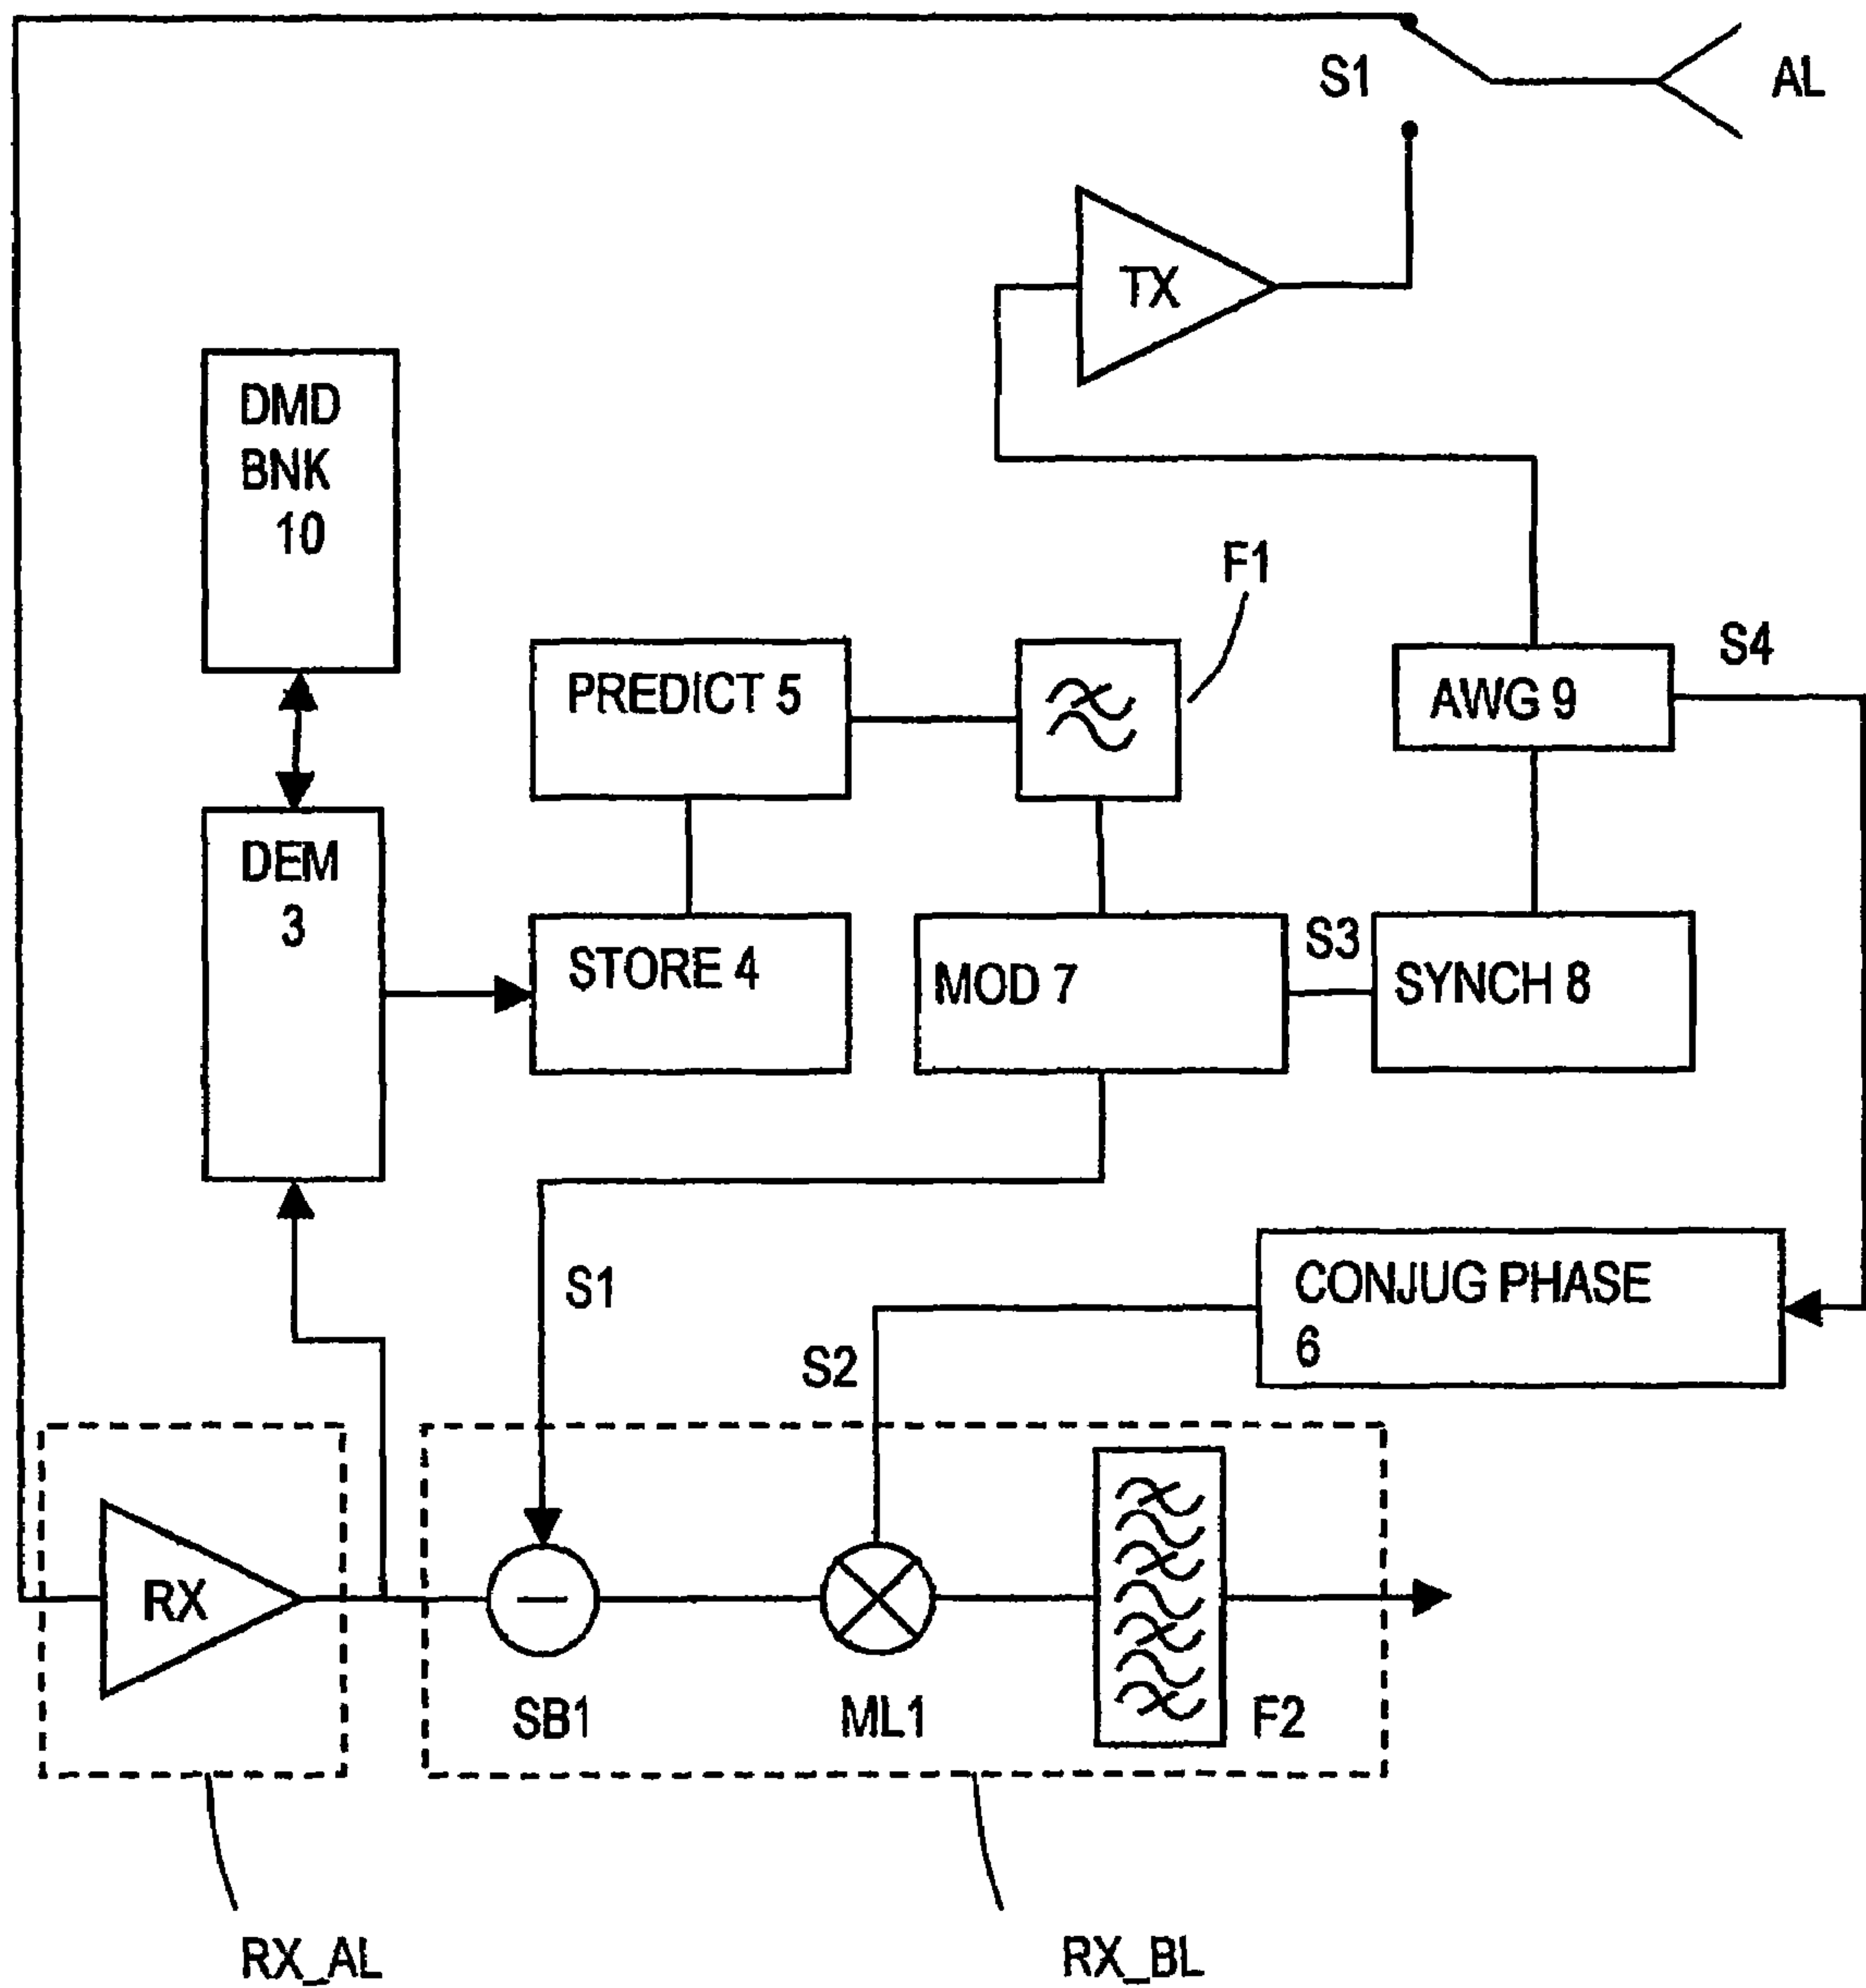 S1
AL
TX
DMD
BNK
10
F1
S4
PREDICT 5
AWG 9
DEM
3
STORE 4
MOD 7
S3
SYNCH 8
S1
CONJUG PHASE
6
S2
RX
SB1
ML1
F2
RX_AL
RX_BL